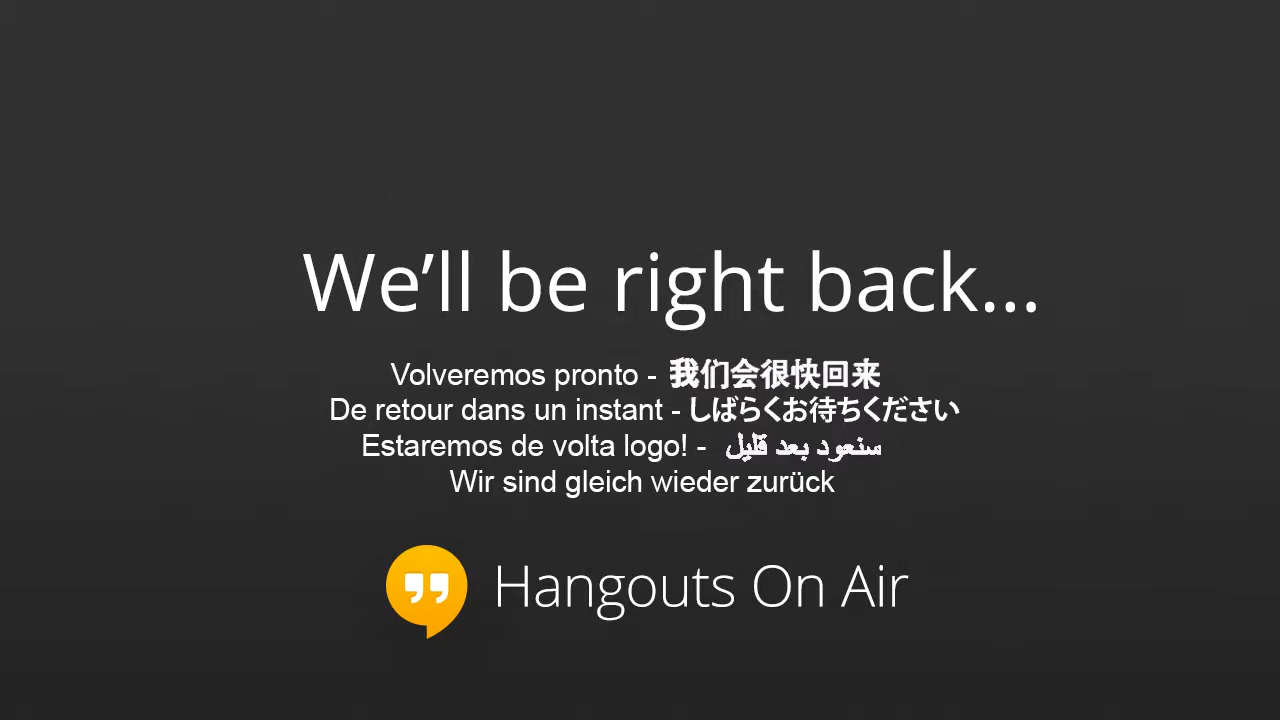 We’ll be right back...
Volveremos pronto - 我们会很快回来
De retour dans un instant - しばらくお待ちください
Estaremos de volta logo! - سنعود بعد قليل
Wir sind gleich wieder zurück
Hangouts On Air